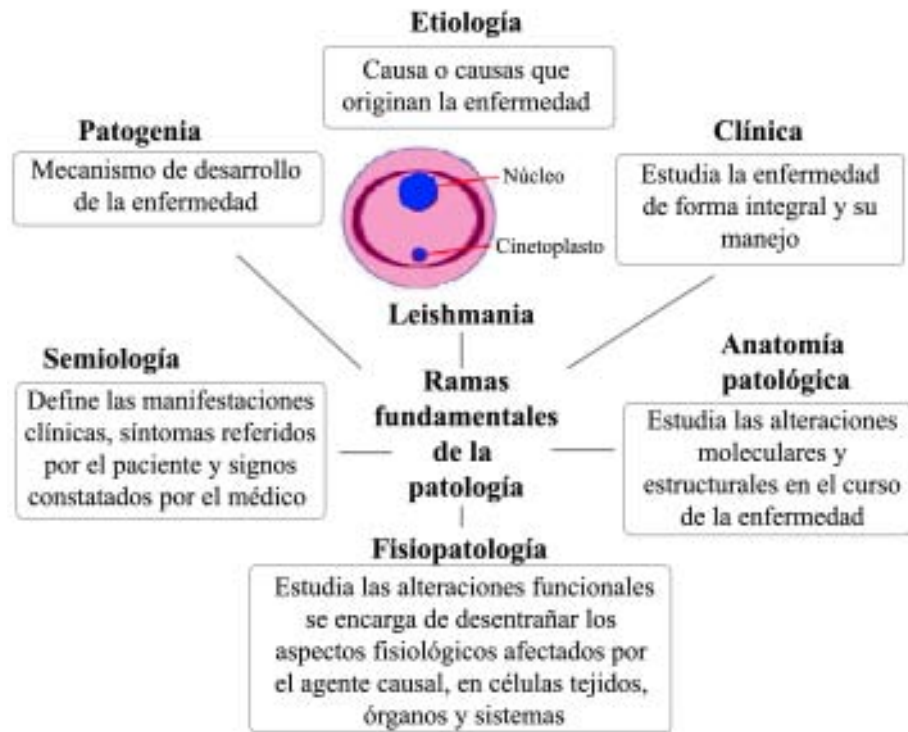 Etiología
Causa o causas que
originan la enfermedad
Patogenia
Mecanismo de desarrollo
de la enfermedad
Núcleo
Cinetoplasto
Leishmania
Clínica
Estudia la enfermedad
de forma integral y su
manejo
Semiología
Define las manifestaciones
clínicas, síntomas referidos
por el paciente y signos
constatados por el médico
Ramas
fundamentales
de la
patología
Anatomía
patológica
Estudia las alteraciones
moleculares y
estructurales en el curso
de la enfermedad
Fisiopatología
Estudia las alteraciones funcionales
se encarga de desentrañar los
aspectos fisiológicos afectados por
el agente causal, en células tejidos,
órganos y sistemas